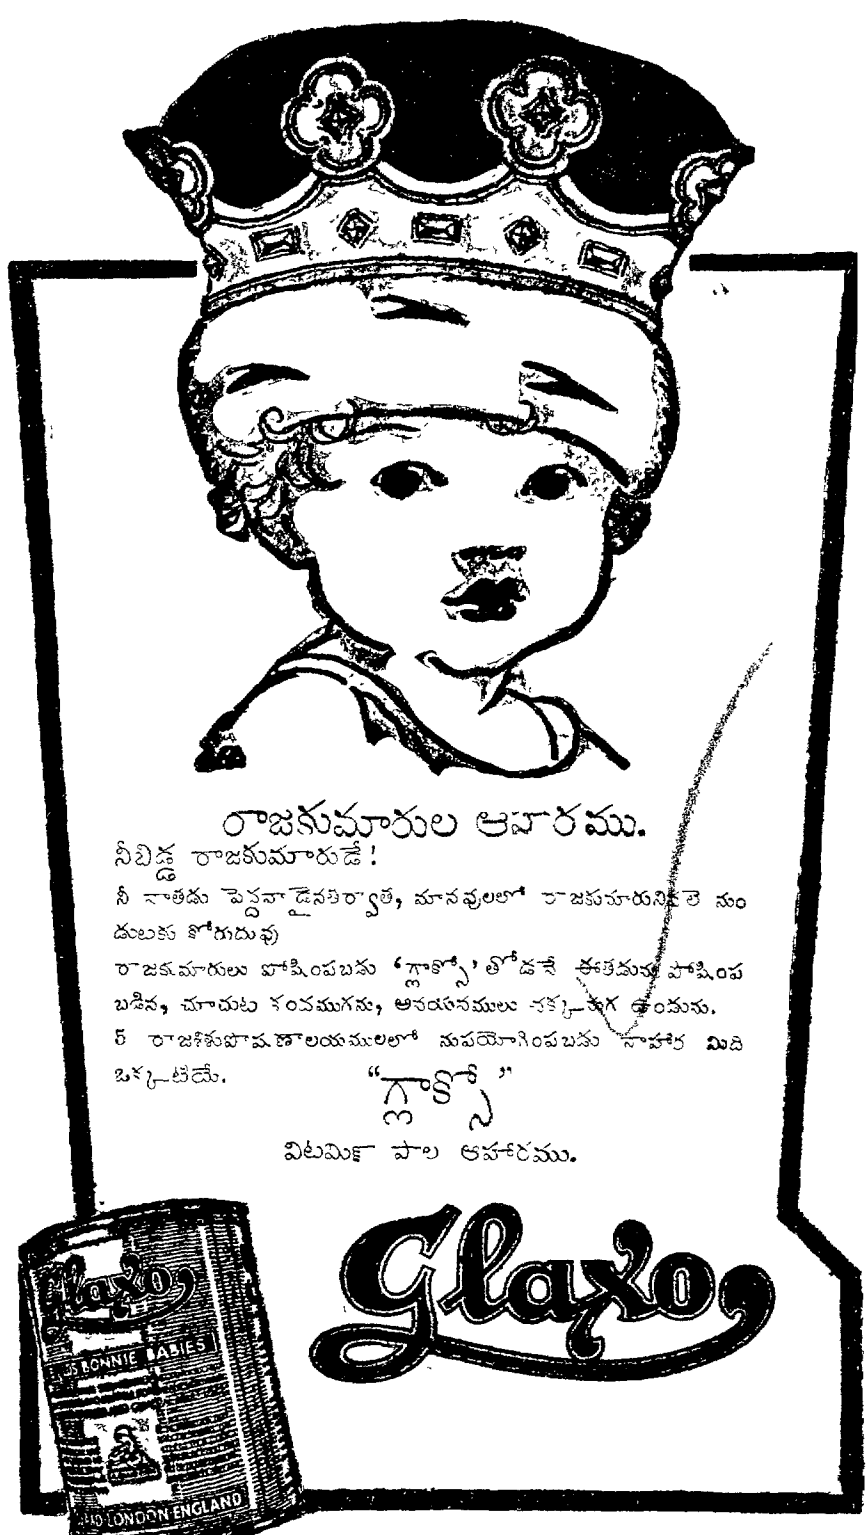 రాజకుమారుల ఆహారము.
నీబిడ్డ రాజకుమారుడే!
నీ వాతడు పెద్దవాడైనతర్వాత, మానవులలో రాజకుమారునివలె నుం
డులకు కోరుదువు
రాజకుమారులు పోషింపబడు ‘గ్లాక్సో’ తోడనే ఈతడును పోషింప
బడిన, చూచుట కందముగను, అవయవములు చక్కగ ఉండును.
5 రాజశిశుపోషణాలయములలో నుపయోగింపబడు నాహార మిది
ఒక్కటియే.
“గ్లాక్సో”
విటమిన్ పాల ఆహారము.
Glaxo
Glaxo
BONNIE BABIES
LONDON ENGLAND